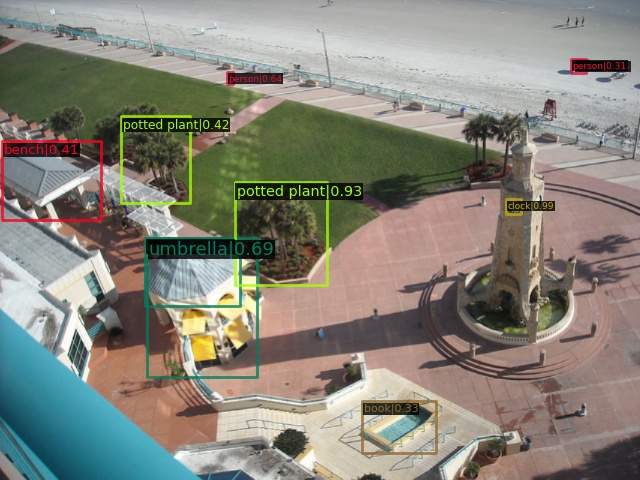 person|0.31
person|0.64
potted plant|0.42
bench|0.41
potted plant|0.93
clock|0.99
umbrella|0.69
book|0.33